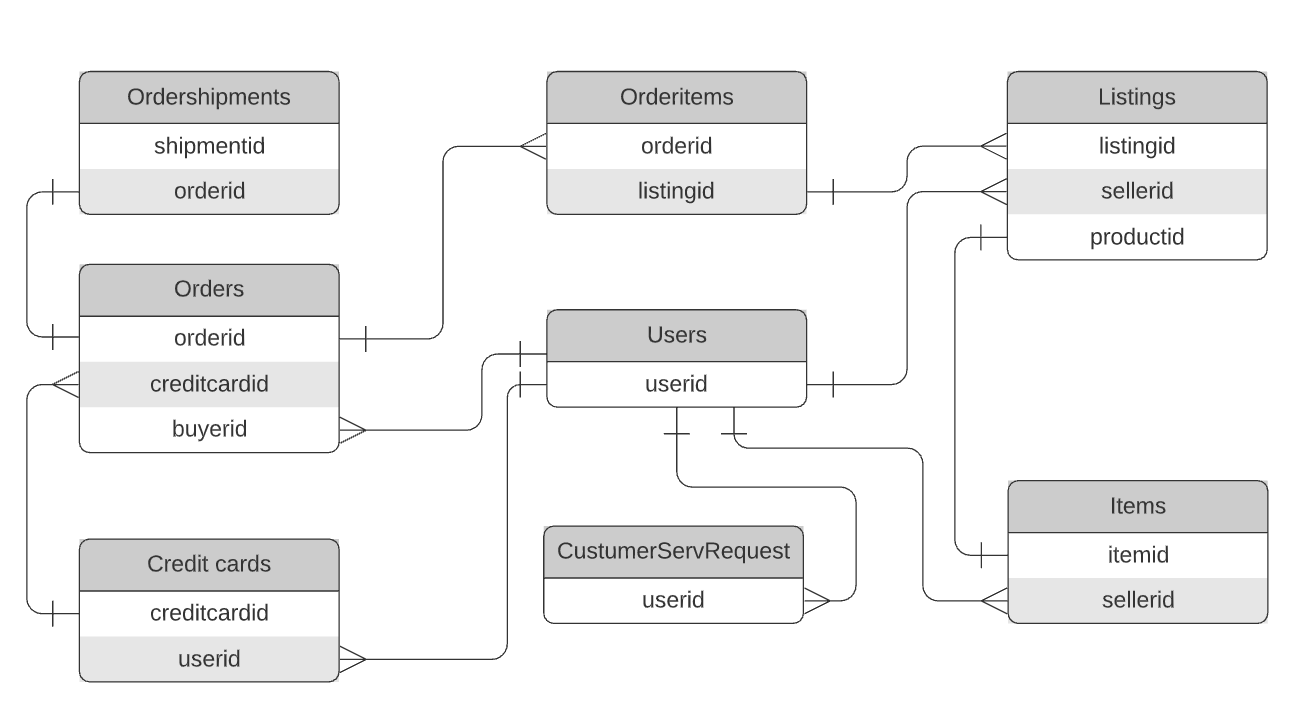 Ordershipments
shipmentid
orderid
Orders
orderid
creditcardid
buyerid
Credit cards
creditcardid
userid
Orderitems
orderid
listingid
Users
userid
CustumerServRequest
userid
Listings
listingid
sellerid
productid
Items
itemid
sellerid